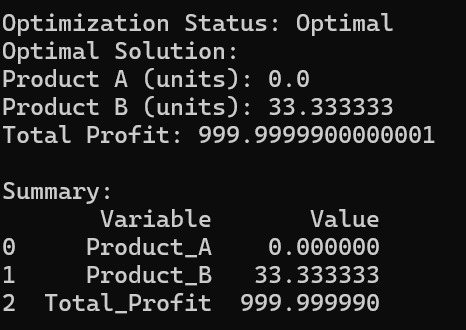 Optimization Status: Optimal
Optimal Solution:
Product A (units): 0.0
Product B (units): 33.333333
Total Profit: 999.9999900000001
Summary:
Variable Value
0 Product_A 0.000000
1 Product_B 33.333333
2 Total_Profit 999.999990